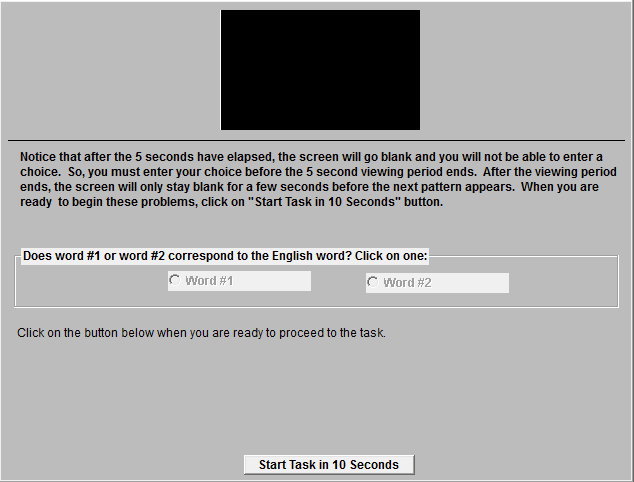 Notice that after the 5 seconds have elapsed, the screen will go blank and you will not be able to enter a
choice.  So, you must enter your choice before the 5 second viewing period ends.  After the viewing period
ends, the screen will only stay blank for a few seconds before the next pattern appears.  When you are
ready  to begin these problems, click on "Start Task in 10 Seconds" button.
Does word #1 or word #2 correspond to the English word? Click on one:
Word #1 Word #2
Click on the button below when you are ready to proceed to the task.
Start Task in 10 Seconds